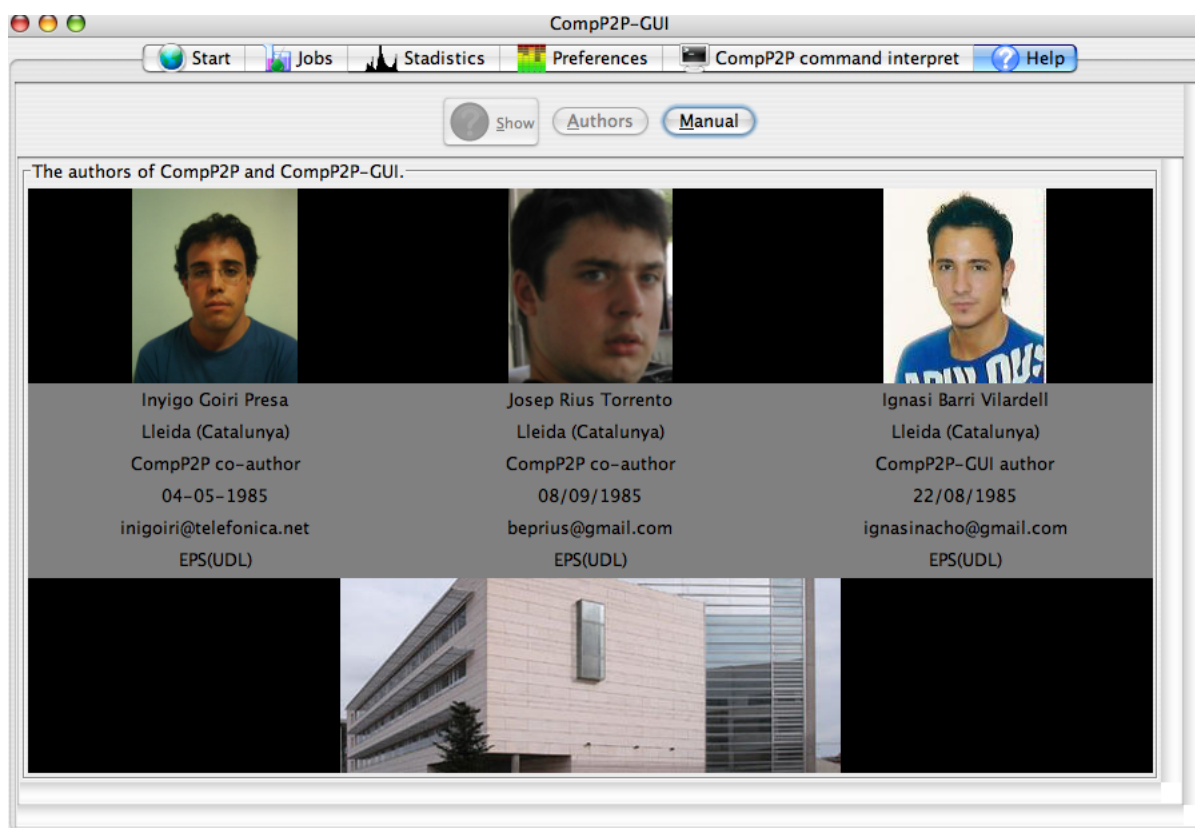 CompP2P-GUI
Start Jobs Stadistics Preferences CompP2P command interpret Help
Show Authors Manual
The authors of CompP2P and CompP2P-GUI.
Inyigo Goiri Presa Josep Rius Torrento Ignasi Barri Vilardell
Lleida (Catalunya) Lleida (Catalunya) Lleida (Catalunya)
CompP2P co-author CompP2P co-author CompP2P-GUI author
04-05-1985 08/09/1985 22/08/1985
inigoiri@telefonica.net beprius@gmail.com ignasinacho@gmail.com
EPS(UDL) EPS(UDL) EPS(UDL)